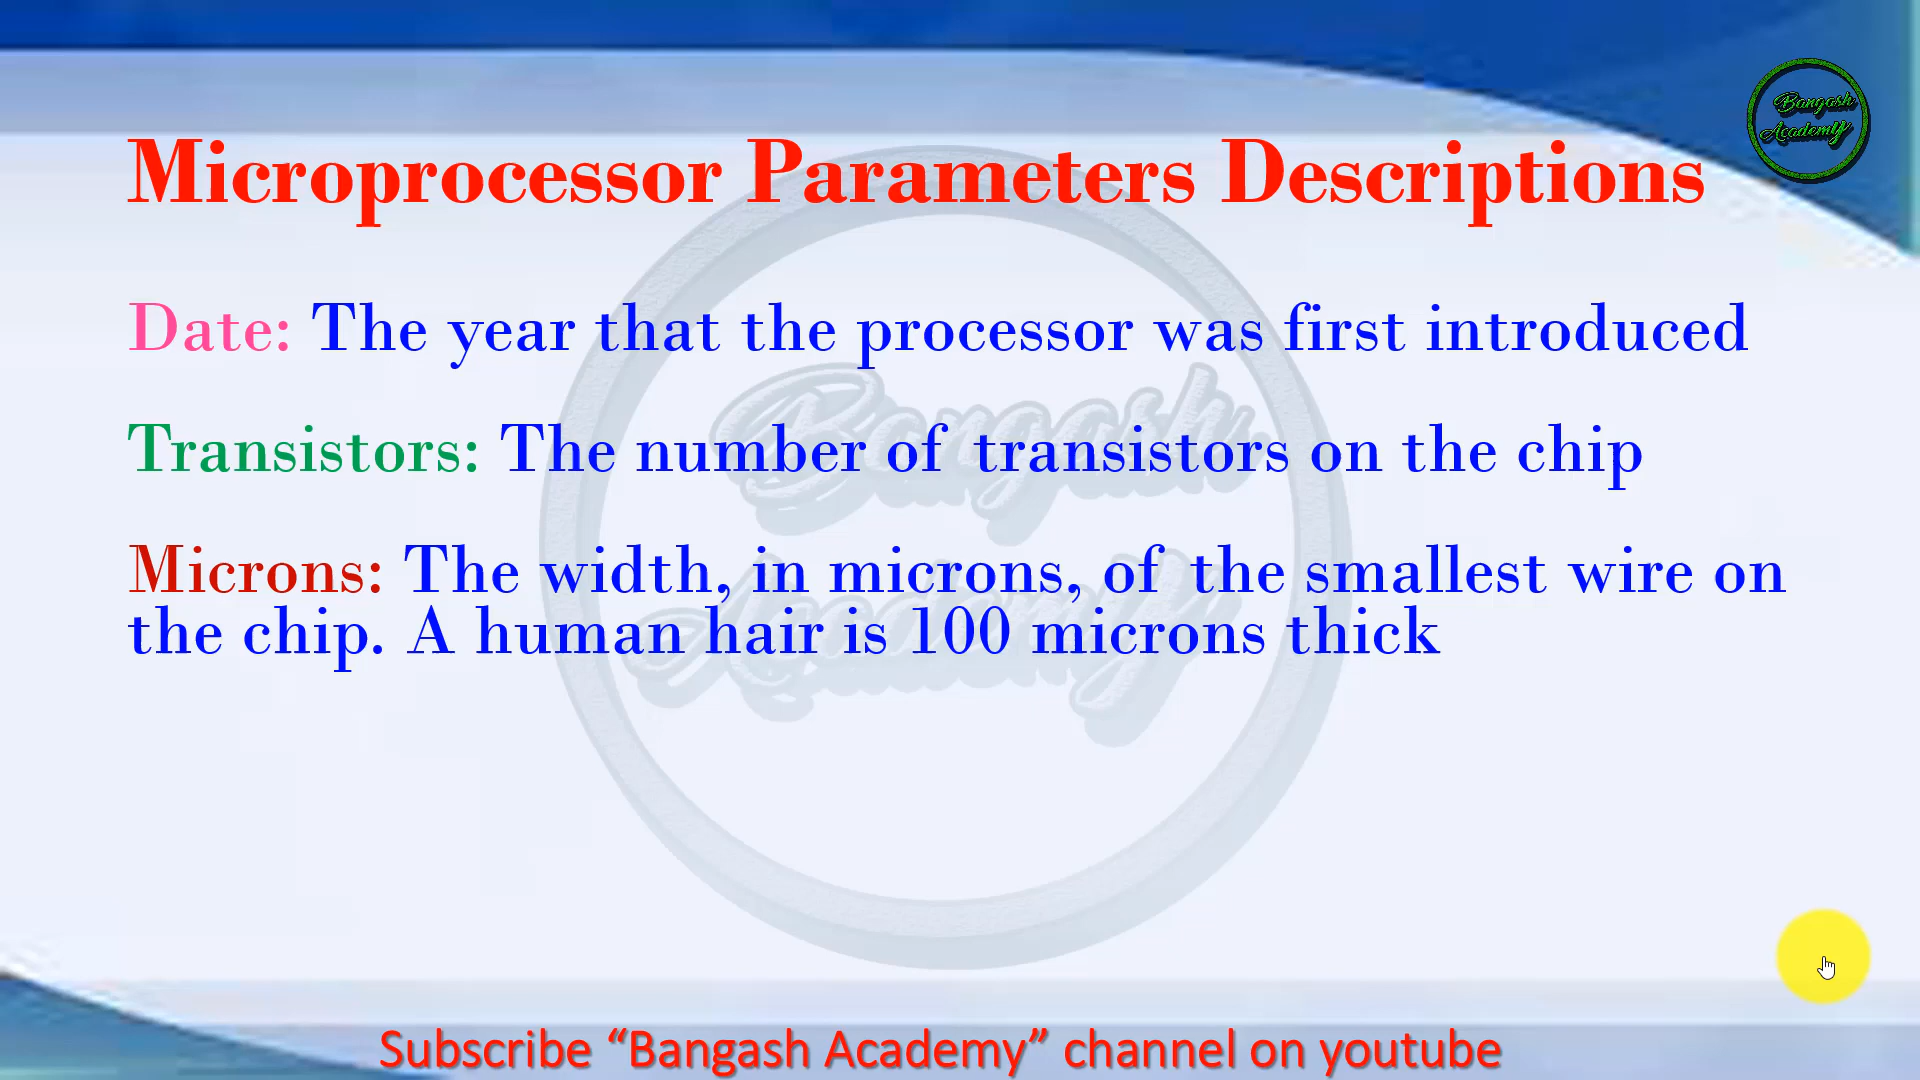 Bangash
Academy
Microprocessor Parameters Descriptions
Date: The year that the processor was first introduced
Transistors: The number of transistors on the chip
Microns: The width, in microns, of the smallest wire on
the chip. A human hair is 100 microns thick
Bangash
Academy
Subscribe “Bangash Academy” channel on youtube